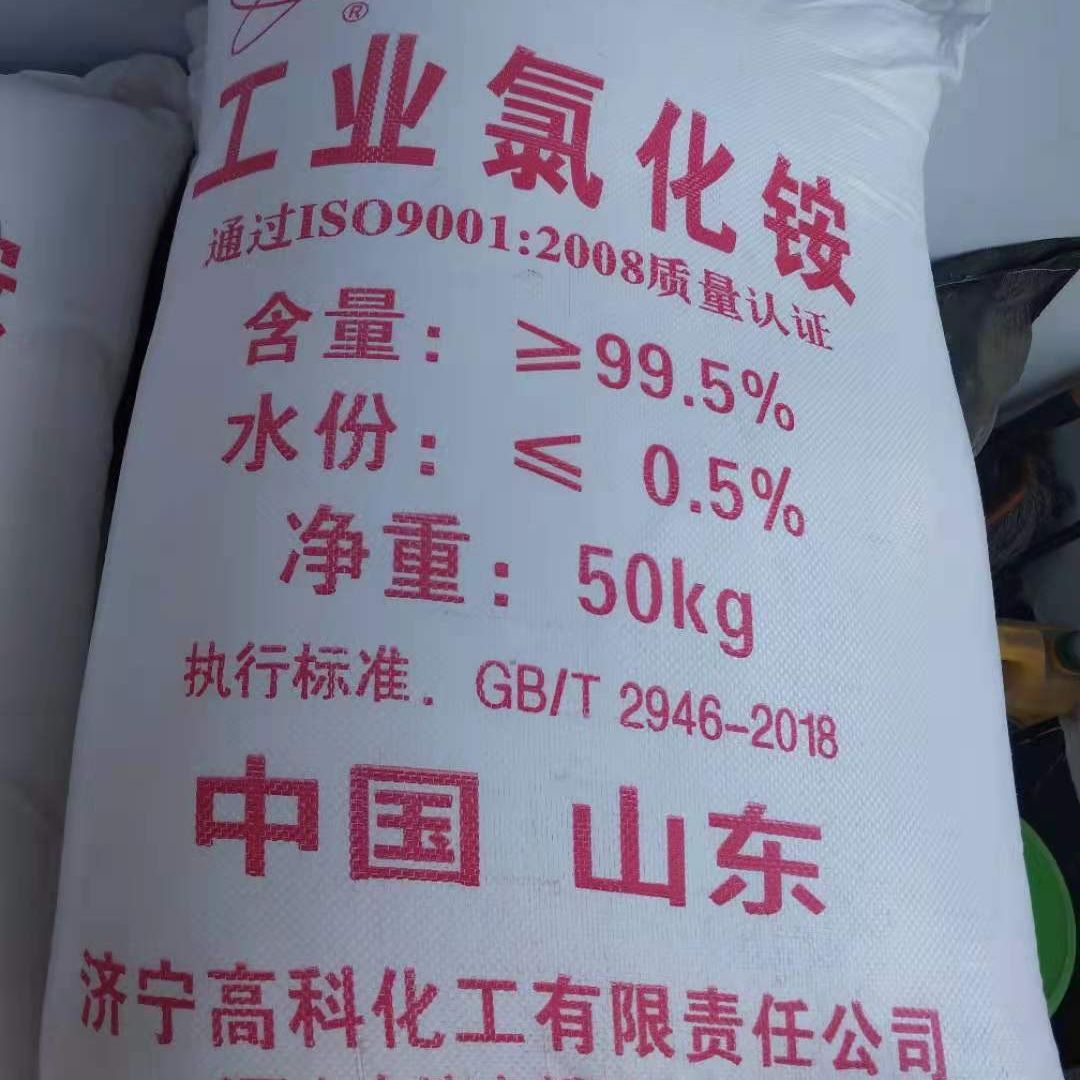 ®
工业氯化铵
通过ISO9001:2008质量认证
含量：≥99.5%
水份：≤ 0.5%
净重：50kg
执行标准．GB/T 2946-2018
中国 山东
济宁高科化工有限责任公司